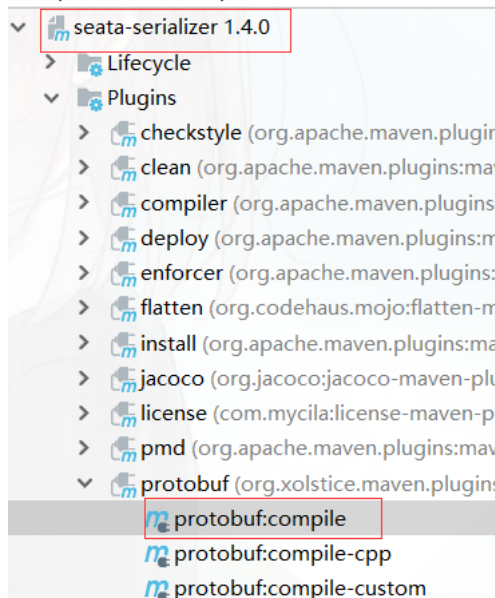 seata-serializer 1.4.0
Lifecycle
Plugins
checkstyle (org.apache.maven.plugin
clean (org.apache.maven.plugins:ma
compiler (org.apache.maven.plugins
deploy (org.apache.maven.plugins:m
enforcer (org.apache.maven.plugins:
flatten (org.codehaus.mojo:flatten-m
install (org.apache.maven.plugins:ma
jacoco (org.jacoco:jacoco-maven-plu
license (com.mycila:license-maven-p
pmd (org.apache.maven.plugins:mav
protobuf (org.xolstice.maven.plugins
protobuf:compile
protobuf:compile-cpp
protobuf:compile-custom